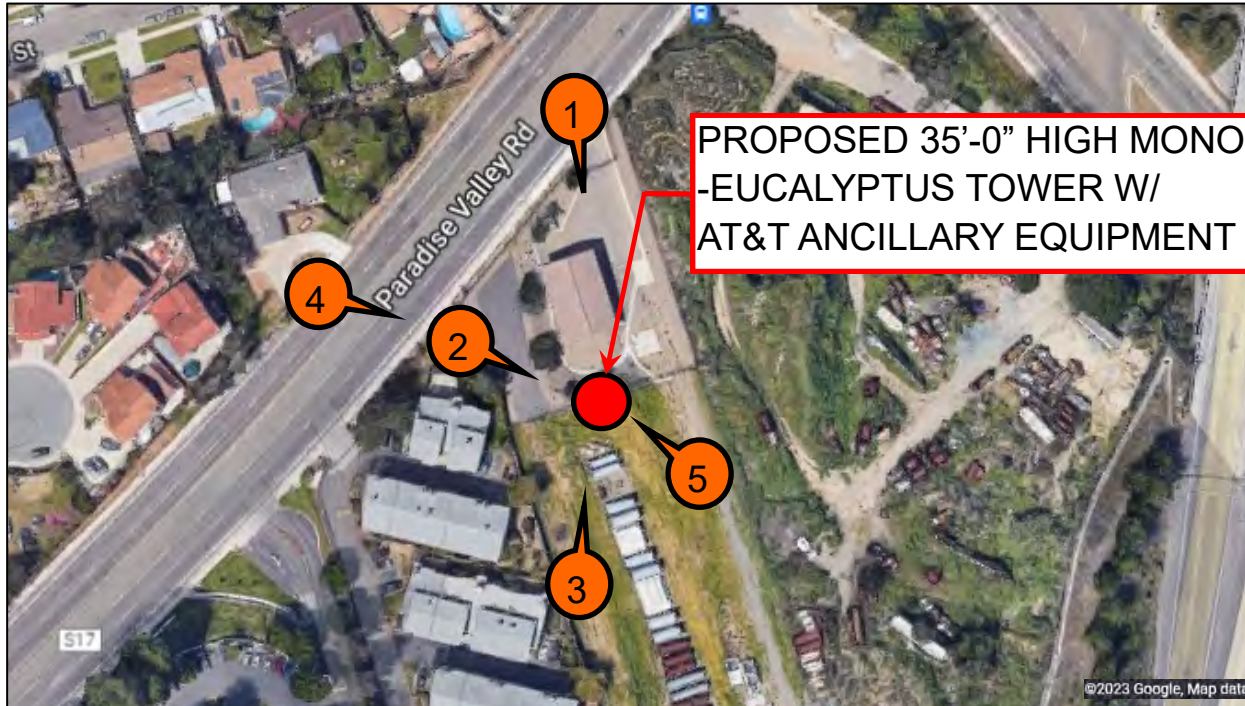 St
1
PROPOSED 35’-0” HIGH MONO
-EUCALYPTUS TOWER W/
AT&T ANCILLARY EQUIPMENT
Paradise Valley Rd
4
2
5
3
S17
©2023 Google, Map data